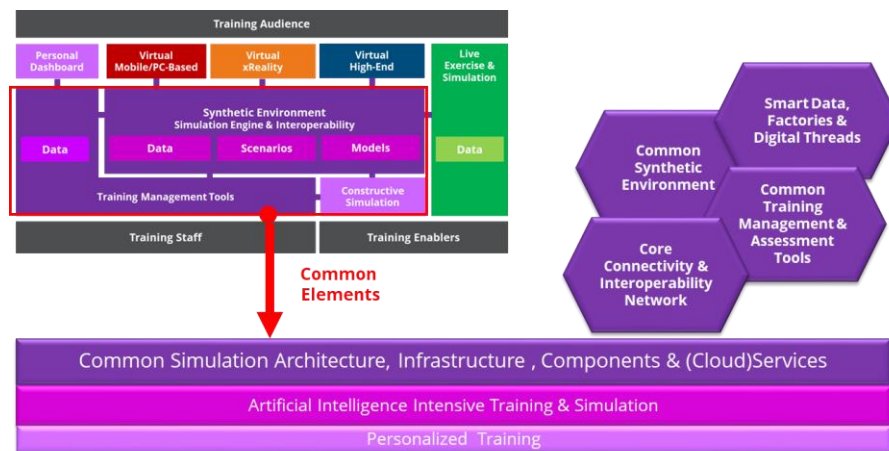 Training Audience
Personal
Dashboard
Virtual
Mobile/PC-Based
Virtual
xReality
Virtual
High-End
Live
Exercise &
Simulation
Synthetic Environment
Simulation Engine & Interoperability
Data
Data
Scenarios
Models
Data
Training Management Tools
Constructive
Simulation
Training Staff
Training Enablers
Common
Elements
Smart Data,
Factories &
Digital Threads
Common
Synthetic
Environment
Common
Training
Management &
Assessment
Tools
Core
Connectivity &
Interoperability
Network
Common Simulation Architecture, Infrastructure , Components & (Cloud)Services
Artificial Intelligence Intensive Training & Simulation
Personalized Training